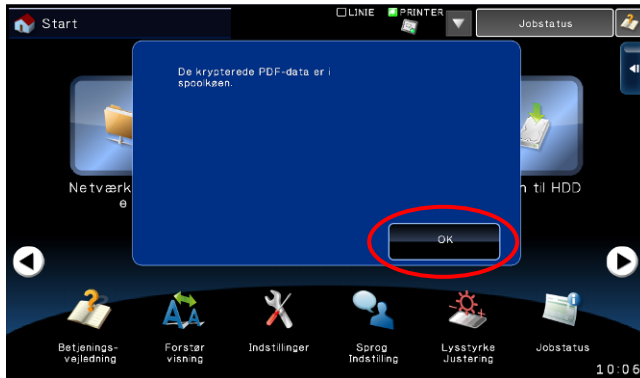 Start
LINIE
PRINTER
Jobstatus
De krypterede PDF-data er i
spoolkøen.
Netværk
e
n til HDD
OK
Betjenings-
vejledning
Forstør
visning
Indstillinger
Sprog
Indstilling
Lysstyrke
Justering
Jobstatus
10:06